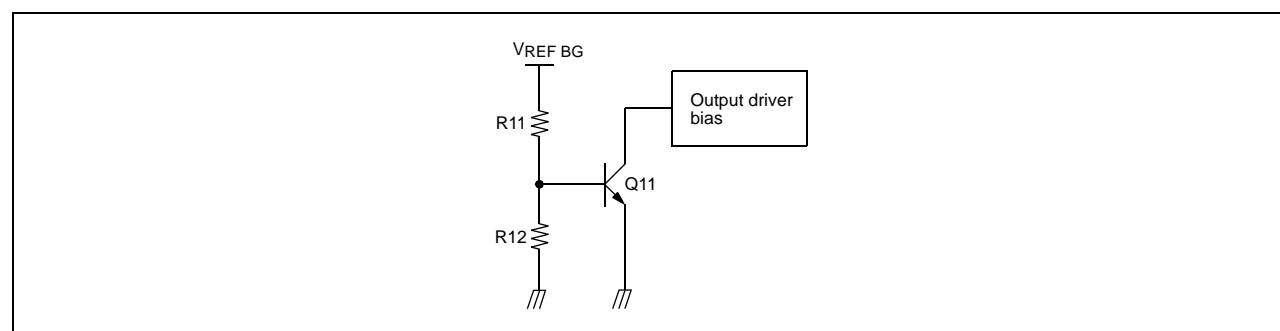 VREF BG
R11
Output driver
bias
Q11
R12